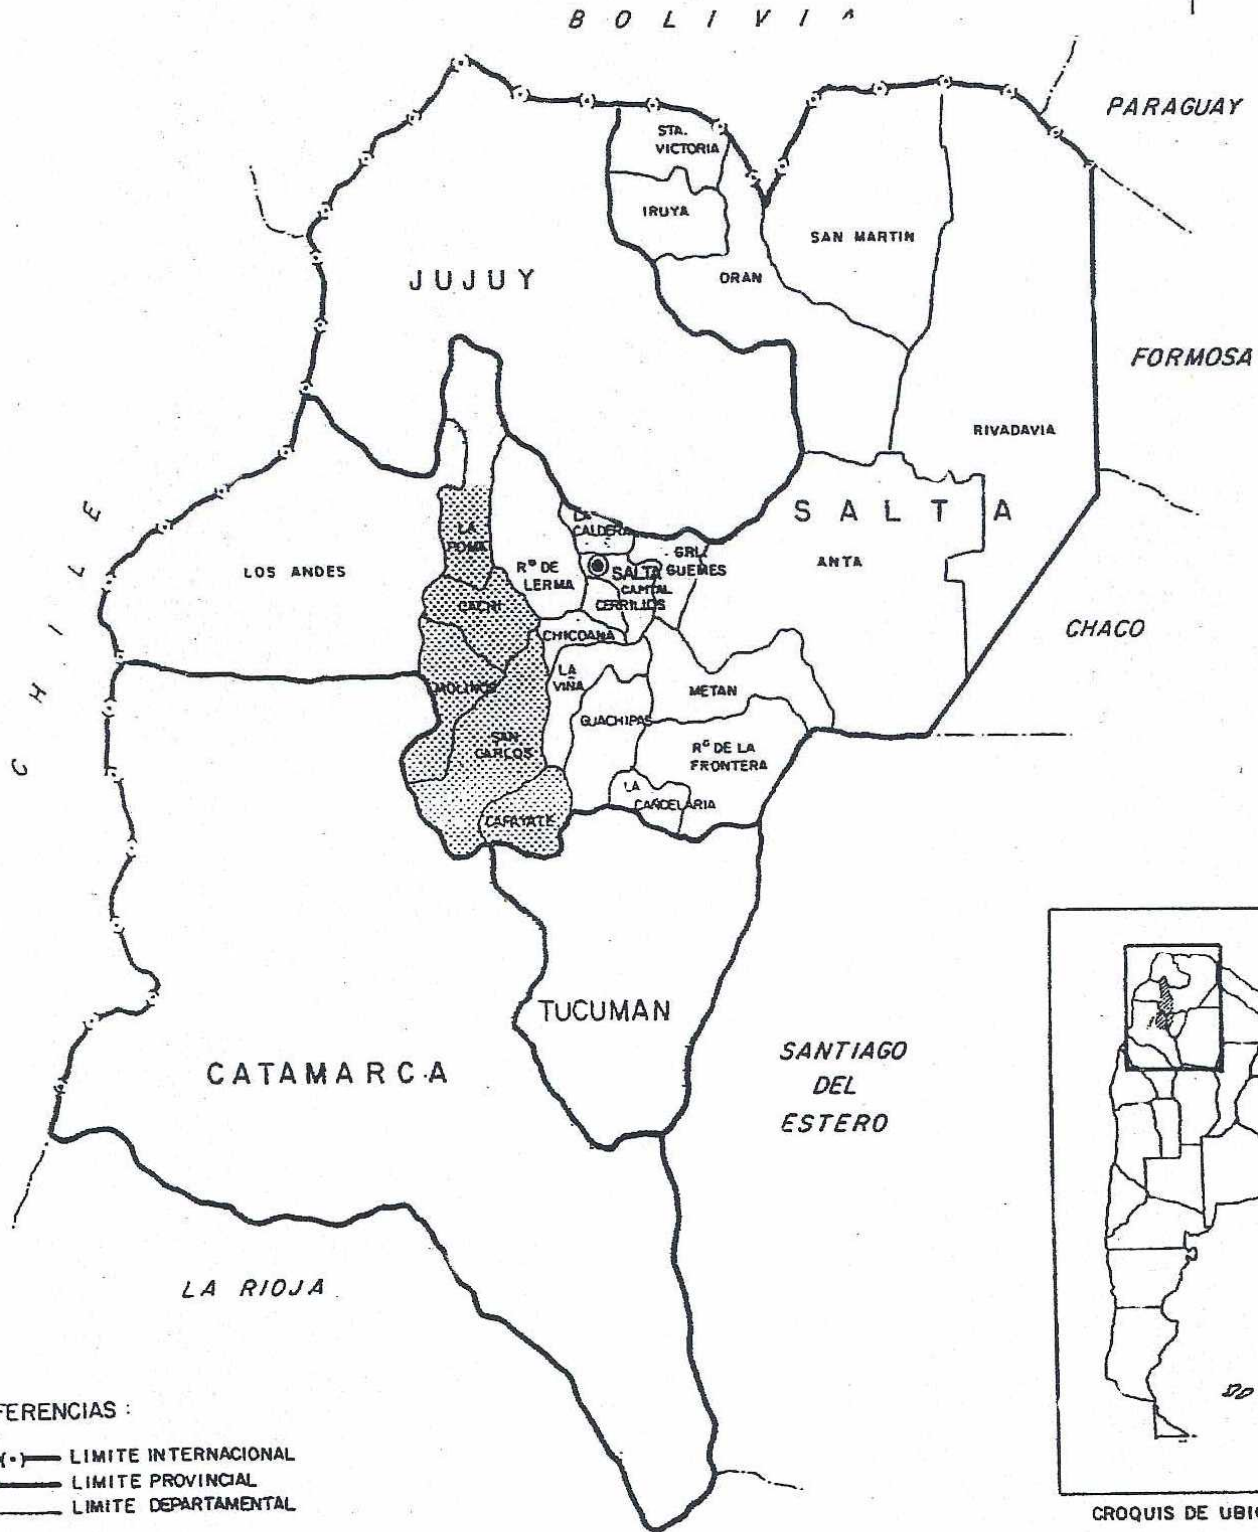 B O L I V I A
PARAGUAY
STA.
VICTORIA
IRUYA
SAN MARTIN
JUJUY
ORAN
FORMOSA
RIVADAVIA
CHILE
SALTA
LA
CALDERA
LA
POMA
GRL.
GUEMES
LOS ANDES
Rº DE
LERMA
SALTA
CAPITAL
ANTA
CACHI
CERRILLOS
CHICOANA
CHACO
LA
VIÑA
MOLINOS
METAN
GUACHIPAS
SAN
CARLOS
Rº DE LA
FRONTERA
LA
CANDELARIA
CAFAYATE
TUCUMAN
SANTIAGO
DEL
ESTERO
CATAMARCA
LA RIOJA
FERENCIAS :
LIMITE INTERNACIONAL
LIMITE PROVINCIAL
LIMITE DEPARTAMENTAL
CROQUIS DE UBIC